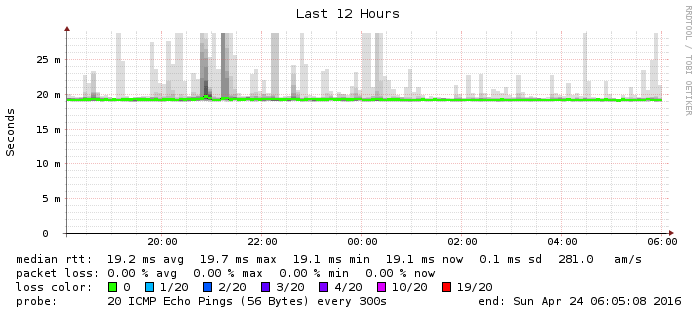 Last 12 Hours
RRDTOOL / TOBI OETIKER
Seconds
25 m
20 m
15 m
10 m
5 m
0
20:00 22:00 00:00 02:00 04:00 06:00
median rtt: 19.2 ms avg 19.7 ms max 19.1 ms min 19.1 ms now 0.1 ms sd 281.0 am/s
packet loss: 0.00 % avg 0.00 % max 0.00 % min 0.00 % now
loss color: 0 1/20 2/20 3/20 4/20 10/20 19/20
probe: 20 ICMP Echo Pings (56 Bytes) every 300s end: Sun Apr 24 06:05:08 2016